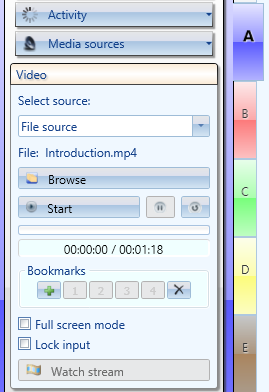 Activity
Media sources
Video
Select source:
File source
File: Introduction.mp4
Browse
Start
00:00:00 / 00:01:18
Bookmarks
1 2 3 4
Full screen mode
Lock input
Watch stream
A
B
C
D
E